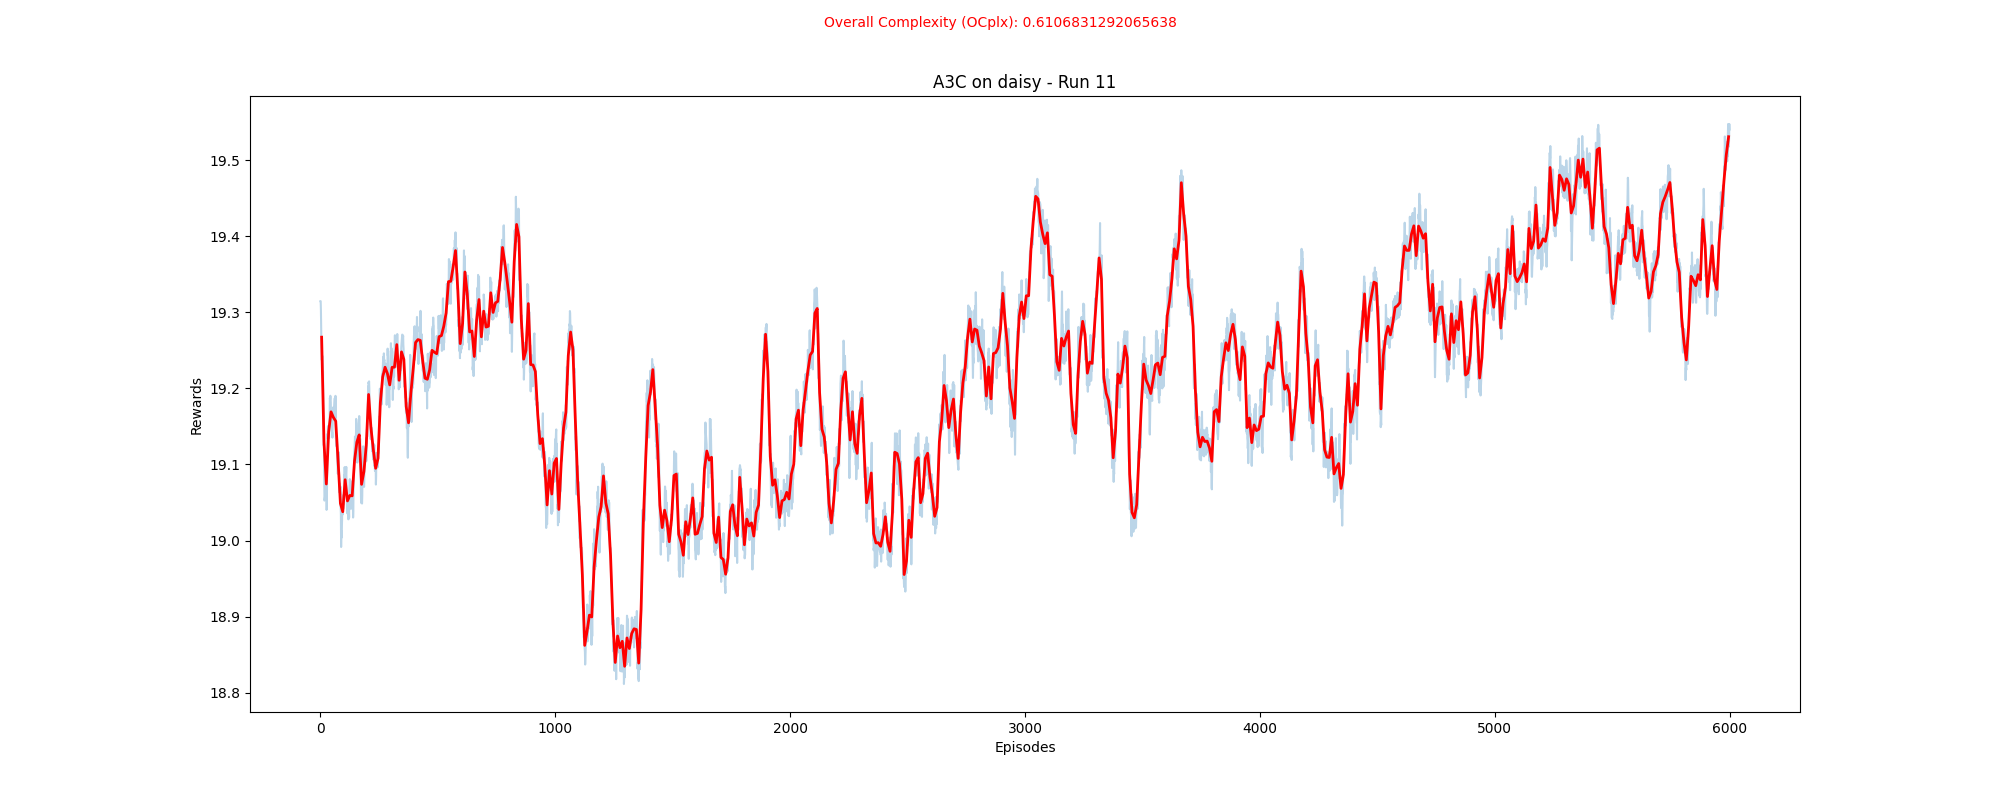 Overall Complexity (OCplx): 0.6106831292065638
A3C on daisy - Run 11
Rewards
19.5
19.4
19.3
19.2
19.1
19.0
18.9
18.8
0 1000 2000 3000 4000 5000 6000
Episodes